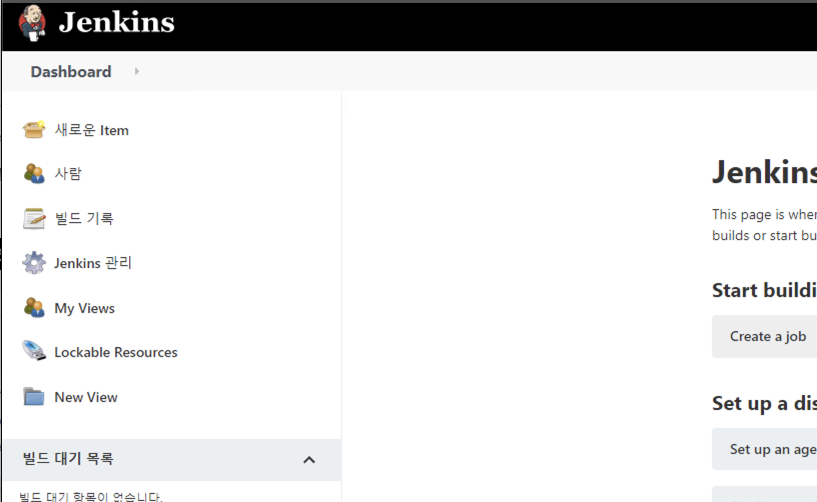 Jenkins
Dashboard
새로운 Item
사람
빌드 기록
Jenkins 관리
My Views
Lockable Resources
New View
빌드 대기 목록
빌드 대기 항목이 없습니다.
Jenkins
This page is wher
builds or start bu
Start buildi
Create a job
Set up a dis
Set up an age